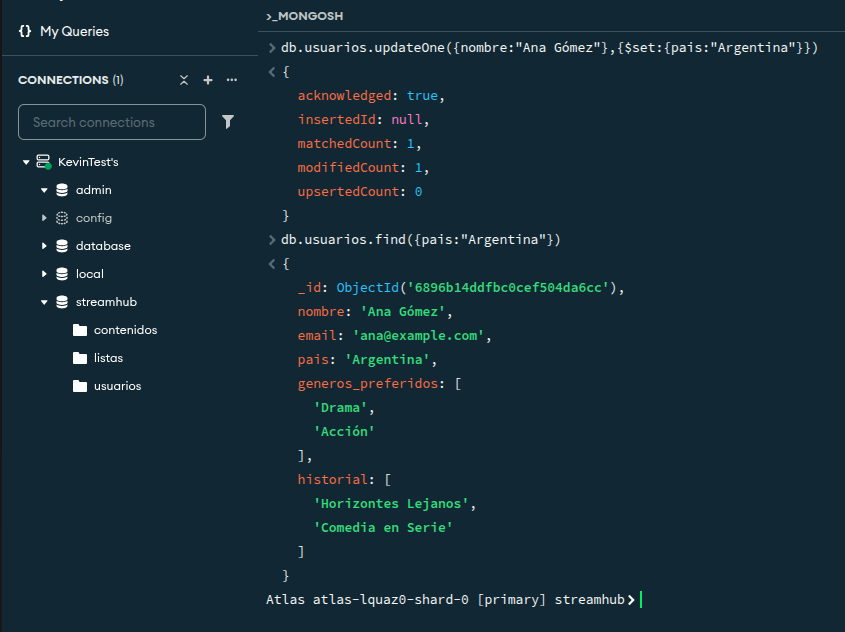 {} My Queries
CONNECTIONS (1)
Search connections
KevinTest's
admin
config
database
local
streamhub
contenidos
listas
usuarios
>_MONGOSH
> db.usuarios.updateOne({nombre:"Ana Gómez"},{$set:{pais:"Argentina"}})
< {
acknowledged: true,
insertedId: null,
matchedCount: 1,
modifiedCount: 1,
upsertedCount: 0
}
> db.usuarios.find({pais:"Argentina"})
< {
_id: ObjectId('6896b14ddfbc0cef504da6cc'),
nombre: 'Ana Gómez',
email: 'ana@example.com',
pais: 'Argentina',
generos_preferidos: [
'Drama',
'Acción'
],
historial: [
'Horizontes Lejanos',
'Comedia en Serie'
]
}
Atlas atlas-lquaz0-shard-0 [primary] streamhub>